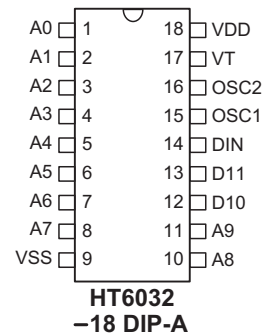 A0 1 18 VDD
A1 2 17 VT
A2 3 16 OSC2
A3 4 15 OSC1
A4 5 14 DIN
A5 6 13 D11
A6 7 12 D10
A7 8 11 A9
VSS 9 10 A8
HT6032
–18 DIP-A